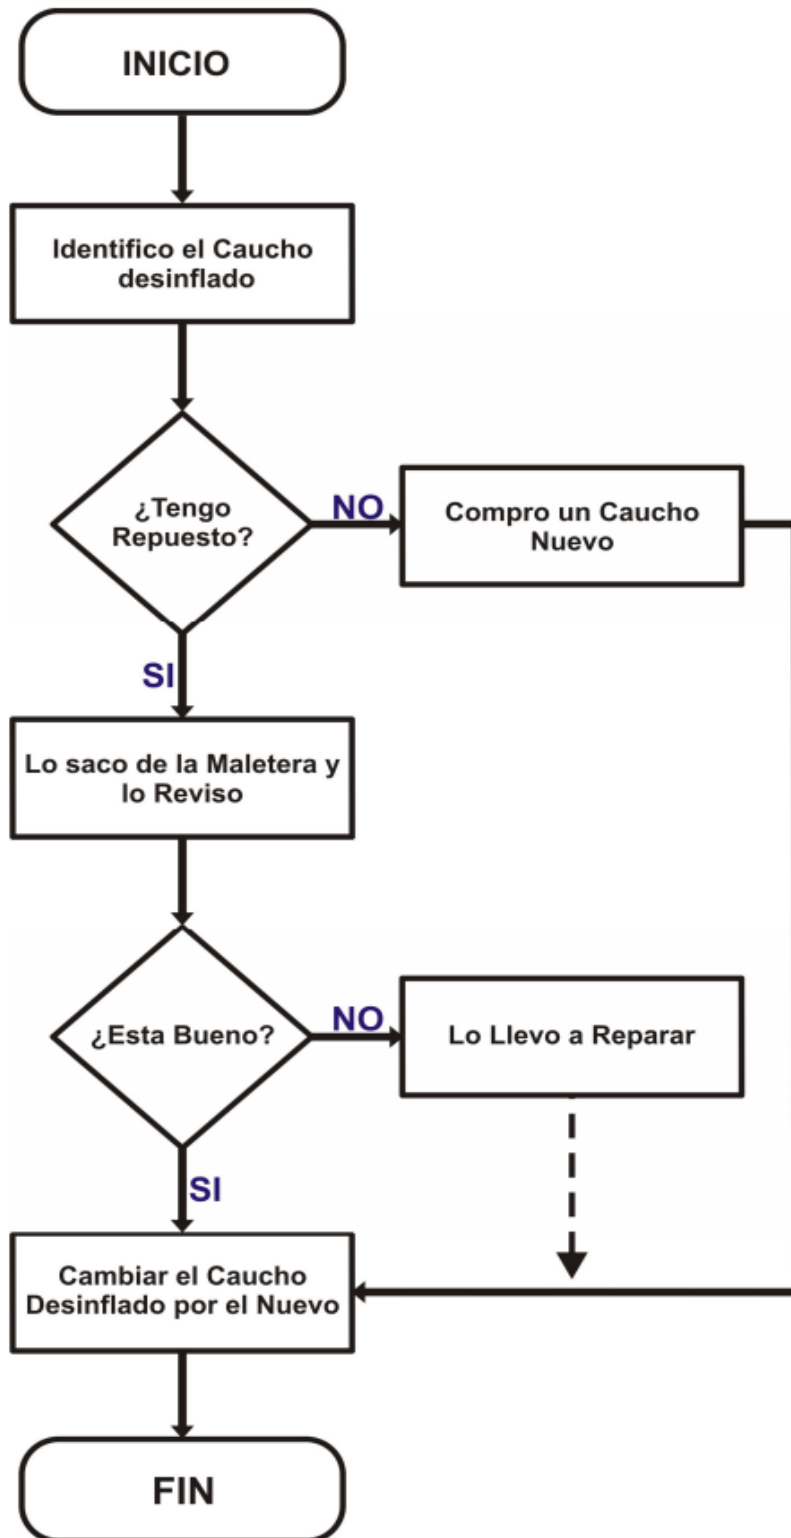 INICIO
Identifico el Caucho
desinflado
¿Tengo
Repuesto?
NO
Compro un Caucho
Nuevo
SI
Lo saco de la Maletera y
lo Reviso
¿Esta Bueno?
NO
Lo Llevo a Reparar
SI
Cambiar el Caucho
Desinflado por el Nuevo
FIN